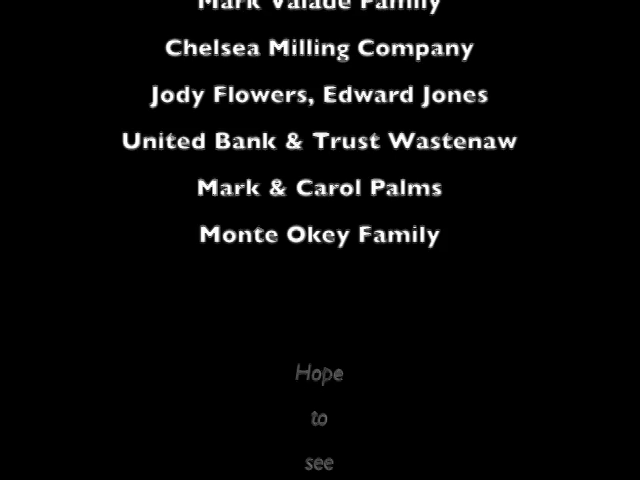 Mark Valade Family
Chelsea Milling Company
Jody Flowers, Edward Jones
United Bank & Trust Wastenaw
Mark & Carol Palms
Monte Okey Family
Hope
to
see